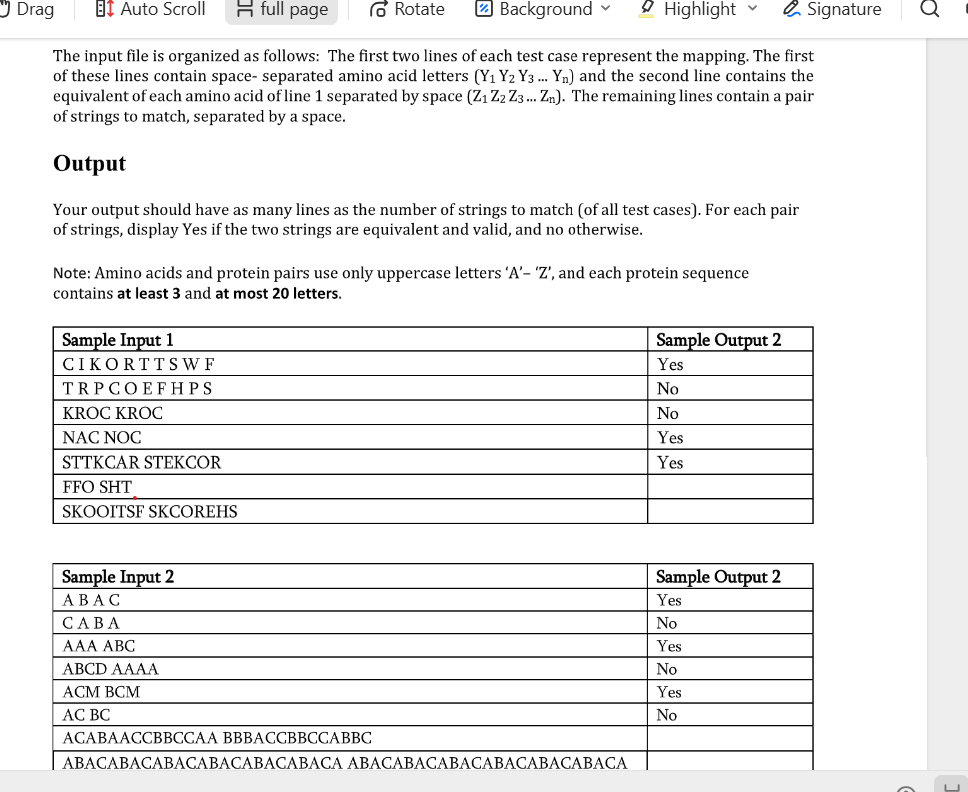 Drag Auto Scroll full page Rotate Background Highlight Signature
The input file is organized as follows: The first two lines of each test case represent the mapping. The first
of these lines contain space- separated amino acid letters (Y₁ Y₂ Y₃ ... Yₙ) and the second line contains the
equivalent of each amino acid of line 1 separated by space (Z₁ Z₂ Z₃ ... Zₙ). The remaining lines contain a pair
of strings to match, separated by a space.
Output
Your output should have as many lines as the number of strings to match (of all test cases). For each pair
of strings, display Yes if the two strings are equivalent and valid, and no otherwise.
Note: Amino acids and protein pairs use only uppercase letters ‘A’– ‘Z’, and each protein sequence
contains at least 3 and at most 20 letters.
Sample Input 1 Sample Output 2
C I K O R T T S W F Yes
T R P C O E F H P S No
KROC KROC No
NAC NOC Yes
STTKCAR STEKCOR Yes
FFO SHT
SKOOITSF SKCOREHS
Sample Input 2 Sample Output 2
A B A C Yes
C A B A No
AAA ABC Yes
ABCD AAAA No
ACM BCM Yes
AC BC No
ACABAACCBBCCAA BBBACCBBCCABBC
ABACABACABACABACABACABACA ABACABACABACABACABACABACA